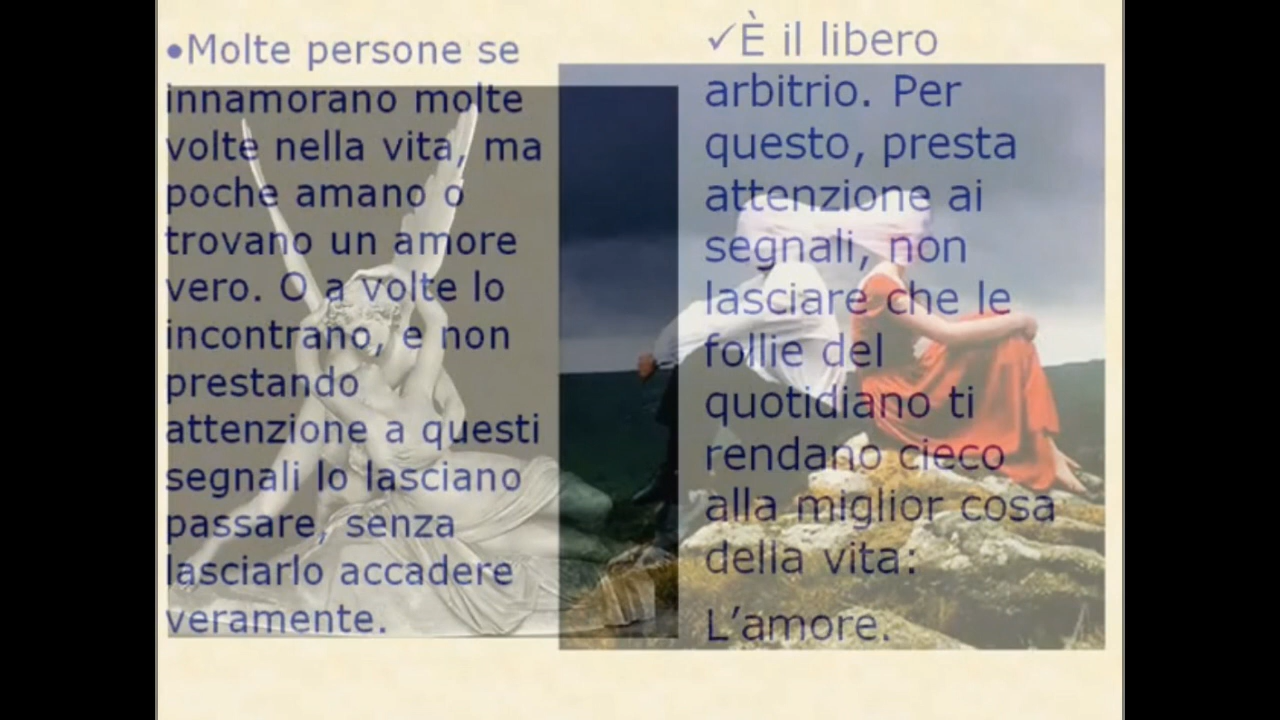 •Molte persone se
innamorano molte
volte nella vita, ma
poche amano o
trovano un amore
vero. O a volte lo
incontrano, e non
prestando
attenzione a questi
segnali lo lasciano
passare, senza
lasciarlo accadere
veramente.
✓È il libero
arbitrio. Per
questo, presta
attenzione ai
segnali, non
lasciare che le
follie del
quotidiano ti
rendano cieco
alla miglior cosa
della vita:
L’amore.